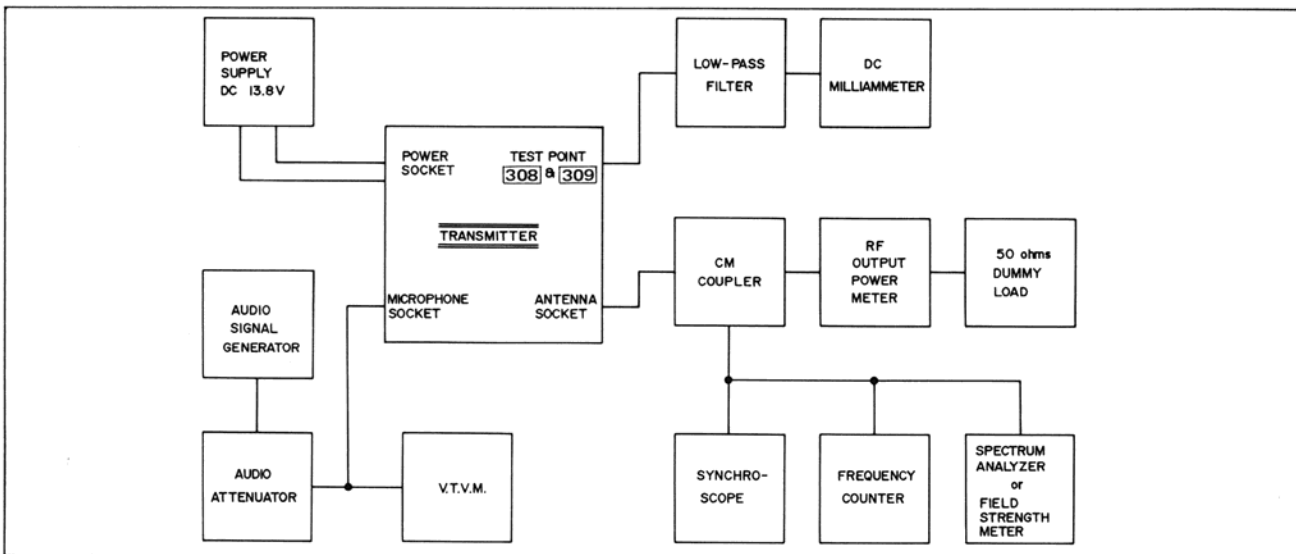 POWER
SUPPLY
DC 13.8V
LOW-PASS
FILTER
DC
MILLIAMMETER
POWER
SOCKET
TEST POINT
308 & 309
TRANSMITTER
MICROPHONE
SOCKET
ANTENNA
SOCKET
CM
COUPLER
RF
OUTPUT
POWER
METER
50 ohms
DUMMY
LOAD
AUDIO
SIGNAL
GENERATOR
AUDIO
ATTENUATOR
V.T.V.M.
SYNCHRO-
SCOPE
FREQUENCY
COUNTER
SPECTRUM
ANALYZER
or
FIELD
STRENGTH
METER